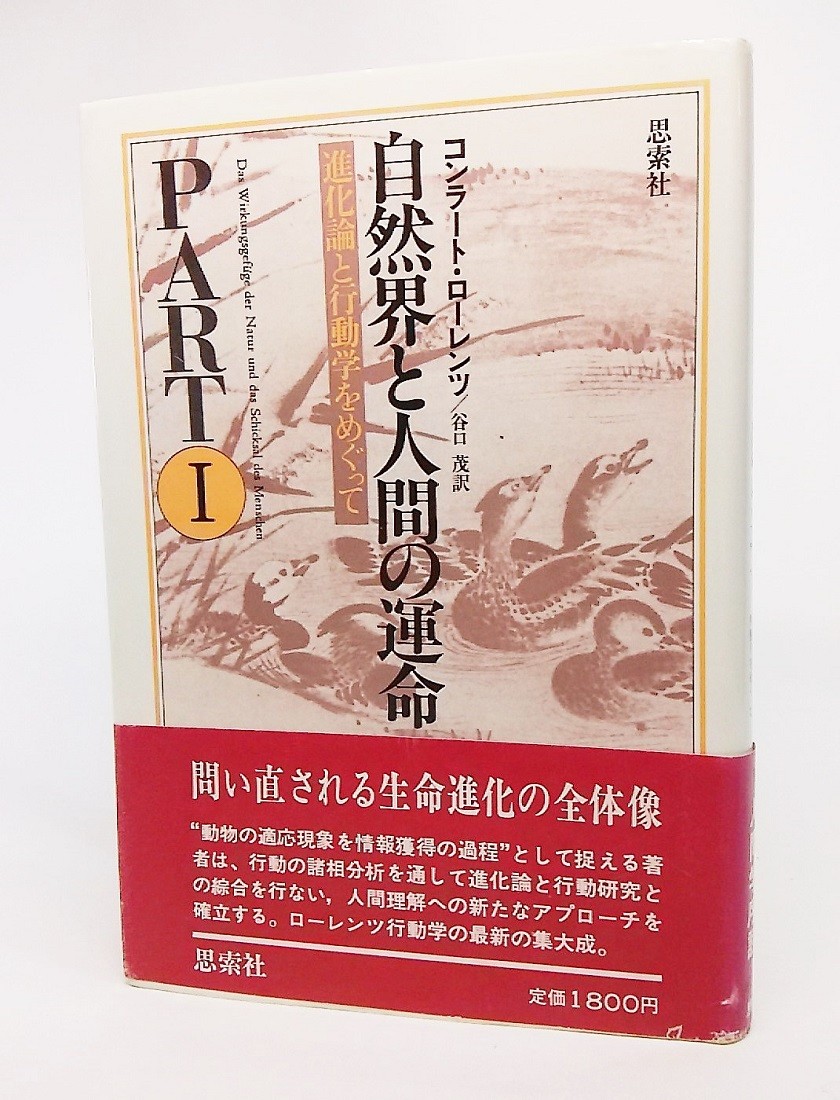 思索社
コンラート・ローレンツ/谷口 茂訳
自然界と人間の運命
進化論と行動学をめぐって
Das Wirkungsgefüge der Natur und das Schicksal des Menschen
PART I
問い直される生命進化の全体像
“動物の適応現象を情報獲得の過程”として捉える著
者は、行動の諸相分析を通して進化論と行動研究と
の綜合を行ない，人間理解への新たなアプローチを
確立する。ローレンツ行動学の最新の集大成。
思索社
定価1800円